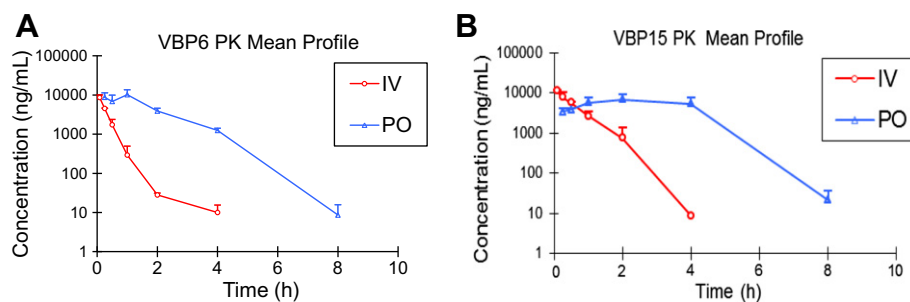 A
VBP6 PK Mean Profile
Concentration (ng/mL)
100000
10000
1000
100
10
1
0
2
4
6
8
10
Time (h)
IV
PO
B
VBP15 PK Mean Profile
Concentration (ng/mL)
100000
10000
1000
100
10
1
0
2
4
6
8
10
Time (h)
IV
PO